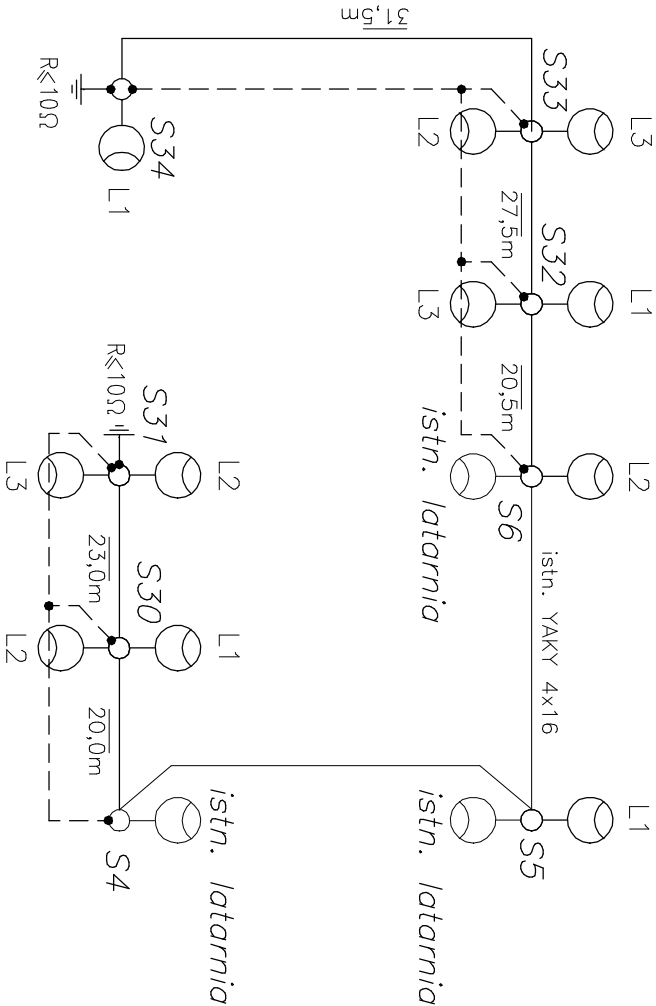 31,5m
R≤10Ω
S34
L1
S33
L3
L2
27,5m
S32
L1
L3
20,5m
istn. latarnia
S6
L2
istn. YAKY 4x16
L1
S5
istn. latarnia
R≤10Ω
S31
L2
L3
23,0m
S30
L1
L2
20,0m
istn. latarnia
S4